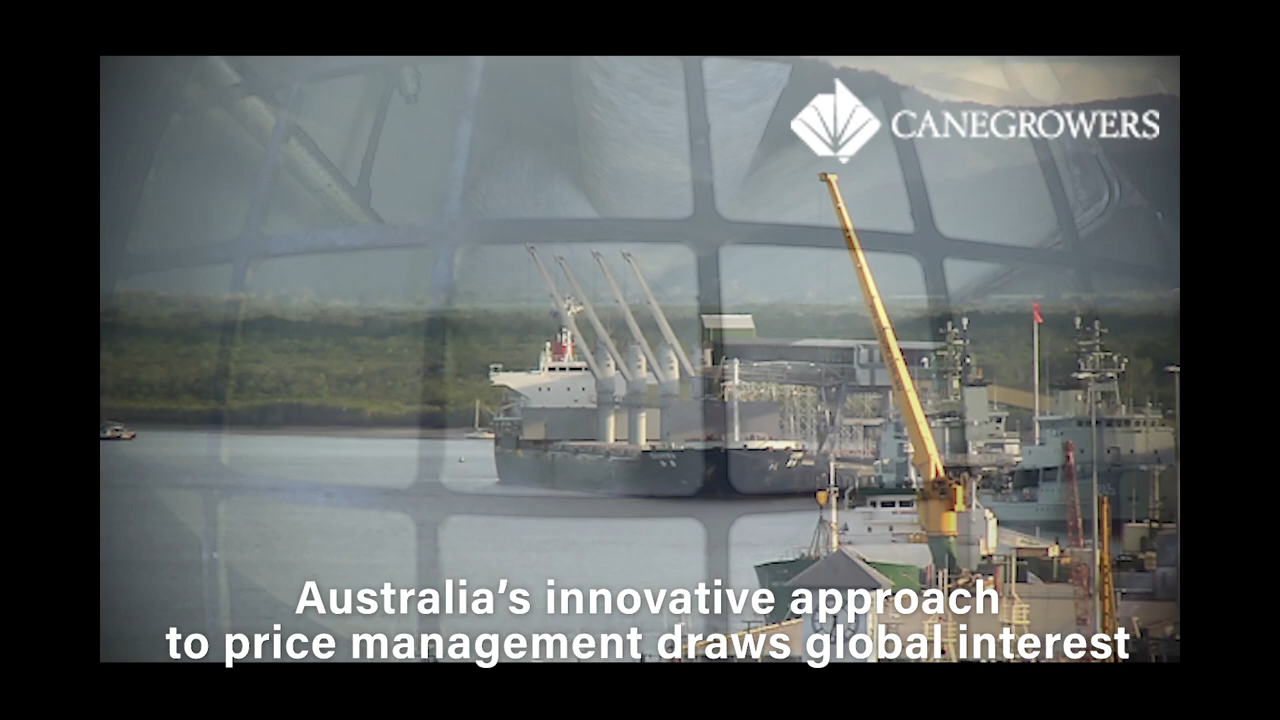 CANEGROWERS
Australia’s innovative approach
to price management draws global interest